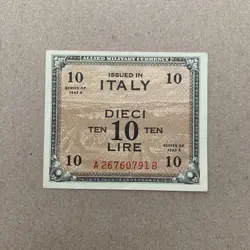 ALLIED MILITARY CURRENCY
10 ISSUED IN 10
SERIES OF 1943 A ITALY SERIES OF 1943 A
DIECI
TEN 10 TEN
LIRE
10 10
A26760791B